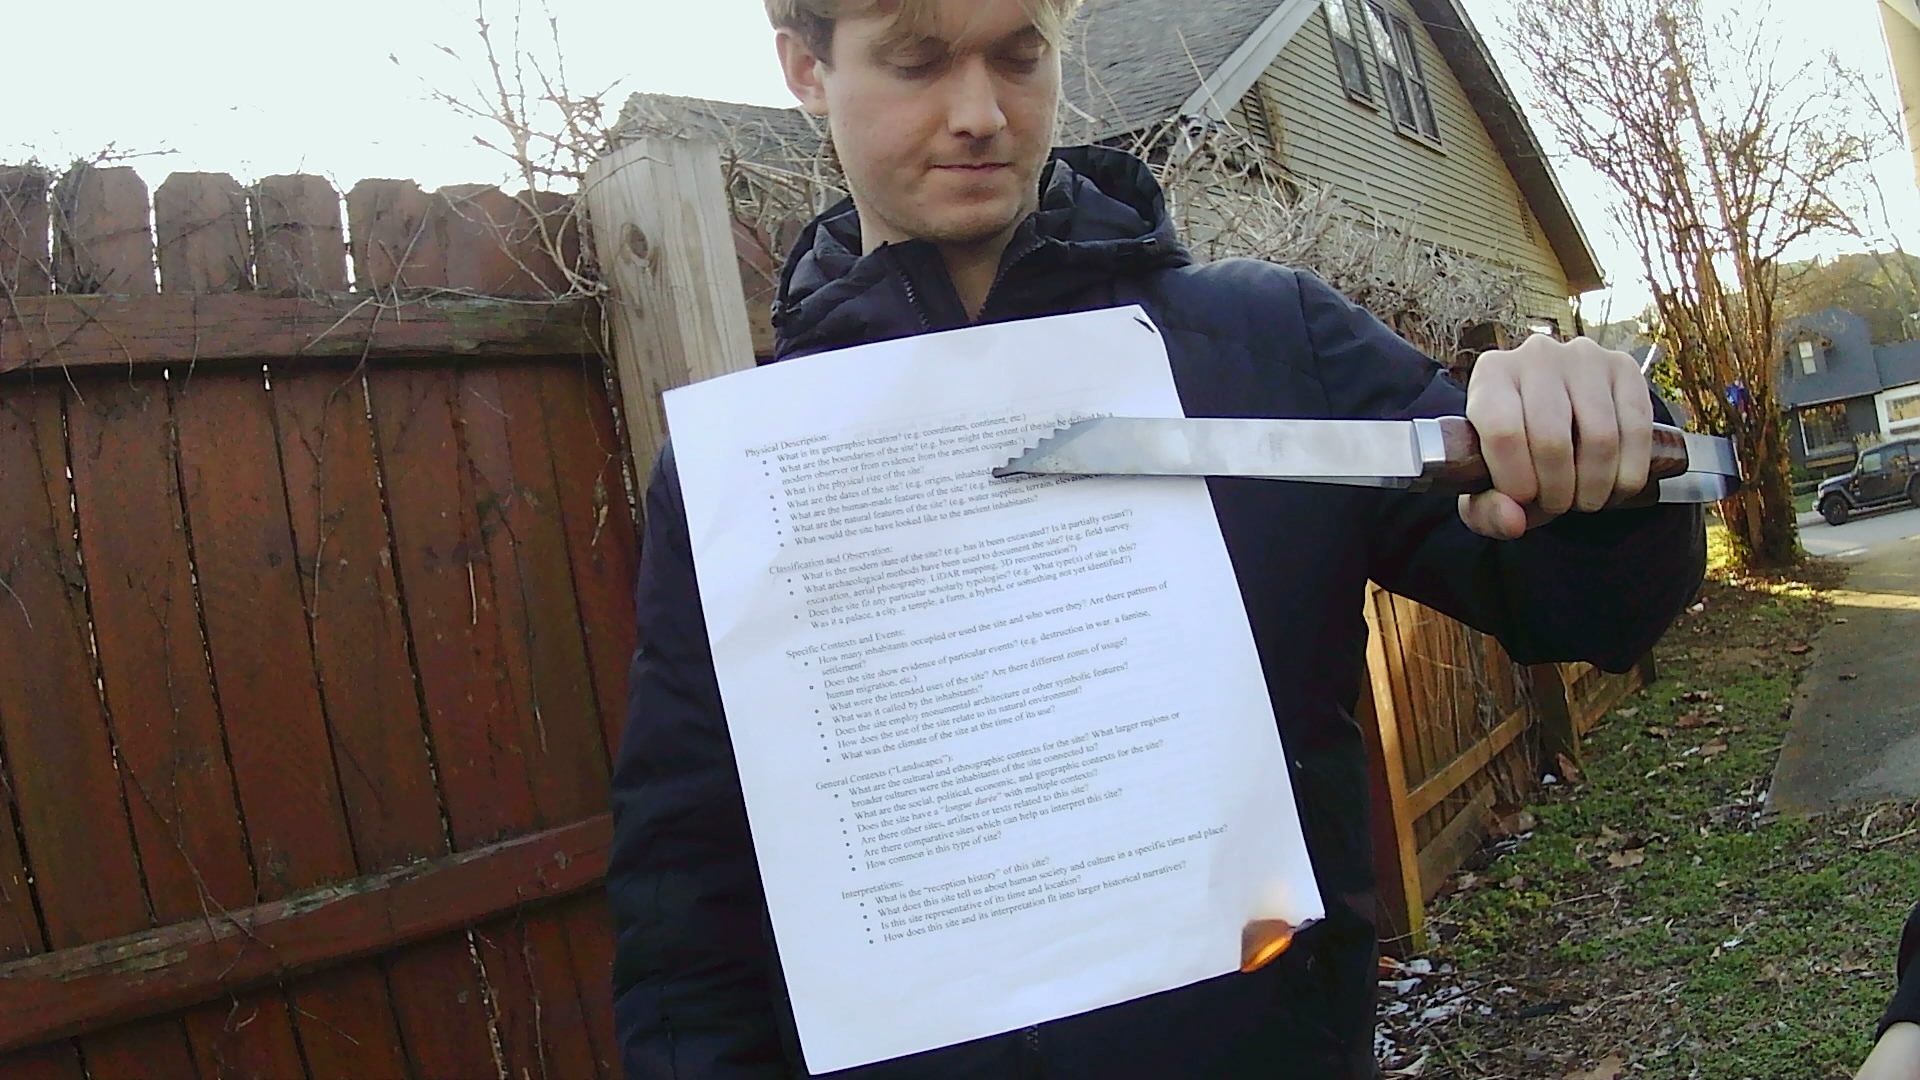 Physical Description:
What is its geographic location? (e.g. coordinates, continent, etc.)
What are the boundaries of the site? (e.g. how might the extent of the site be defined by a
modern observer or from evidence from the ancient occupants?)
What is the physical size of the site?
What are the dates of the site? (e.g. origins, inhabited
What are the human-made features of the site? (e.g. buildings,
What are the natural features of the site? (e.g. water supplies, terrain,
What would the site have looked like to the ancient inhabitants?
Classification and Observation:
What is the modern state of the site? (e.g. has it been excavated? Is it partially extant?)
What archaeological methods have been used to document the site? (e.g. field survey,
excavation, aerial photography, LiDAR mapping, 3D reconstruction?)
Does the site fit any particular scholarly typologies? (e.g. What type(s) of site is this?
Was it a palace, a city, a temple, a farm, a hybrid, or something not yet identified?)
Specific Contexts and Events:
How many inhabitants occupied or used the site and who were they? Are there patterns of
settlement?
Does the site show evidence of particular events? (e.g. destruction in war, a famine,
human migration, etc.)
What were the intended uses of the site? Are there different zones of usage?
What was it called by the inhabitants?
Does the site employ monumental architecture or other symbolic features?
How does the use of the site relate to its natural environment?
What was the climate of the site at the time of its use?
General Contexts ("Landscapes"):
What are the cultural and ethnographic contexts for the site? What larger regions or
broader cultures were the inhabitants of the site connected to?
What are the social, political, economic, and geographic contexts for the site?
Does the site have a "longue durée" with multiple contexts?
Are there other sites, artifacts or texts related to this site?
Are there comparative sites which can help us interpret this site?
How common is this type of site?
Interpretations:
What is the "reception history" of this site?
What does this site tell us about human society and culture in a specific time and place?
Is this site representative of its time and location?
How does this site and its interpretation fit into larger historical narratives?